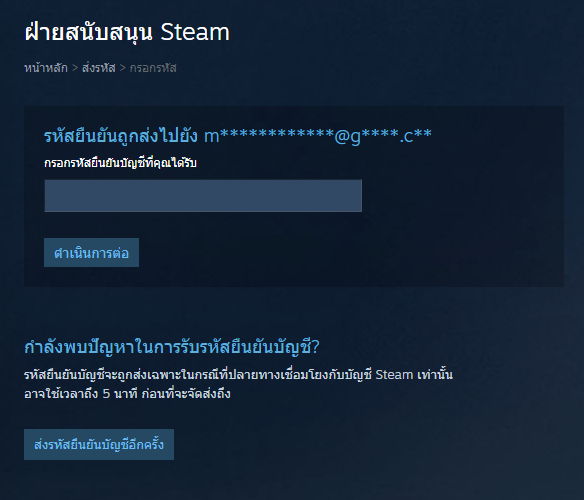 ฝ่ายสนับสนุน Steam
หน้าหลัก > ส่งรหัส > กรอกรหัส
รหัสยืนยันถูกส่งไปยัง m************@g****.c**
กรอกรหัสยืนยันบัญชีที่คุณได้รับ
ดำเนินการต่อ
กำลังพบปัญหาในการรับรหัสยืนยันบัญชี?
รหัสยืนยันบัญชีจะถูกส่งเฉพาะในกรณีที่ปลายทางเชื่อมโยงกับบัญชี Steam เท่านั้น
อาจใช้เวลาถึง 5 นาที ก่อนที่จะจัดส่งถึง
ส่งรหัสยืนยันบัญชีอีกครั้ง